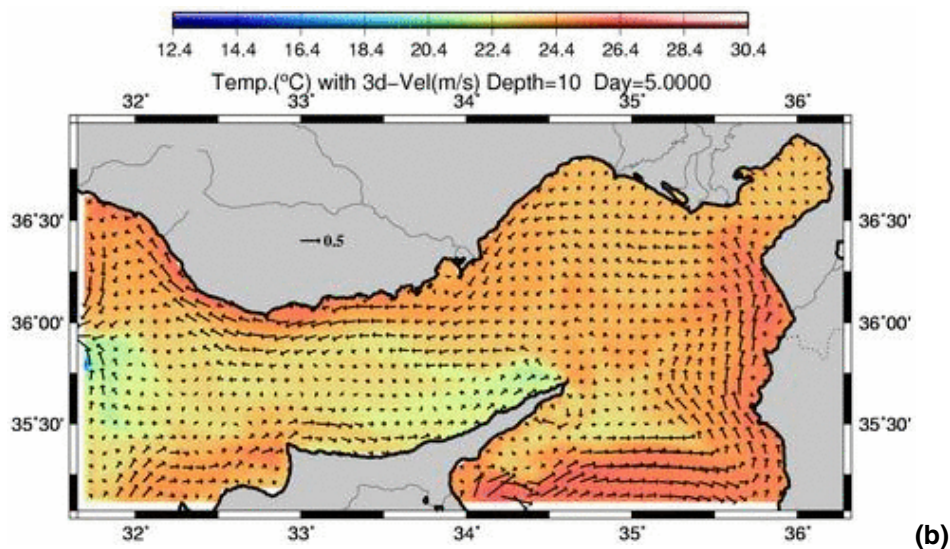 12.4 14.4 16.4 18.4 20.4 22.4 24.4 26.4 28.4 30.4
Temp.(°C) with 3d-Vel(m/s) Depth=10 Day=5.0000
32° 33° 34° 35° 36°
36°30' 36°30'
0.5
36°00' 36°00'
35°30' 35°30'
32° 33° 34° 35° 36°
(b)